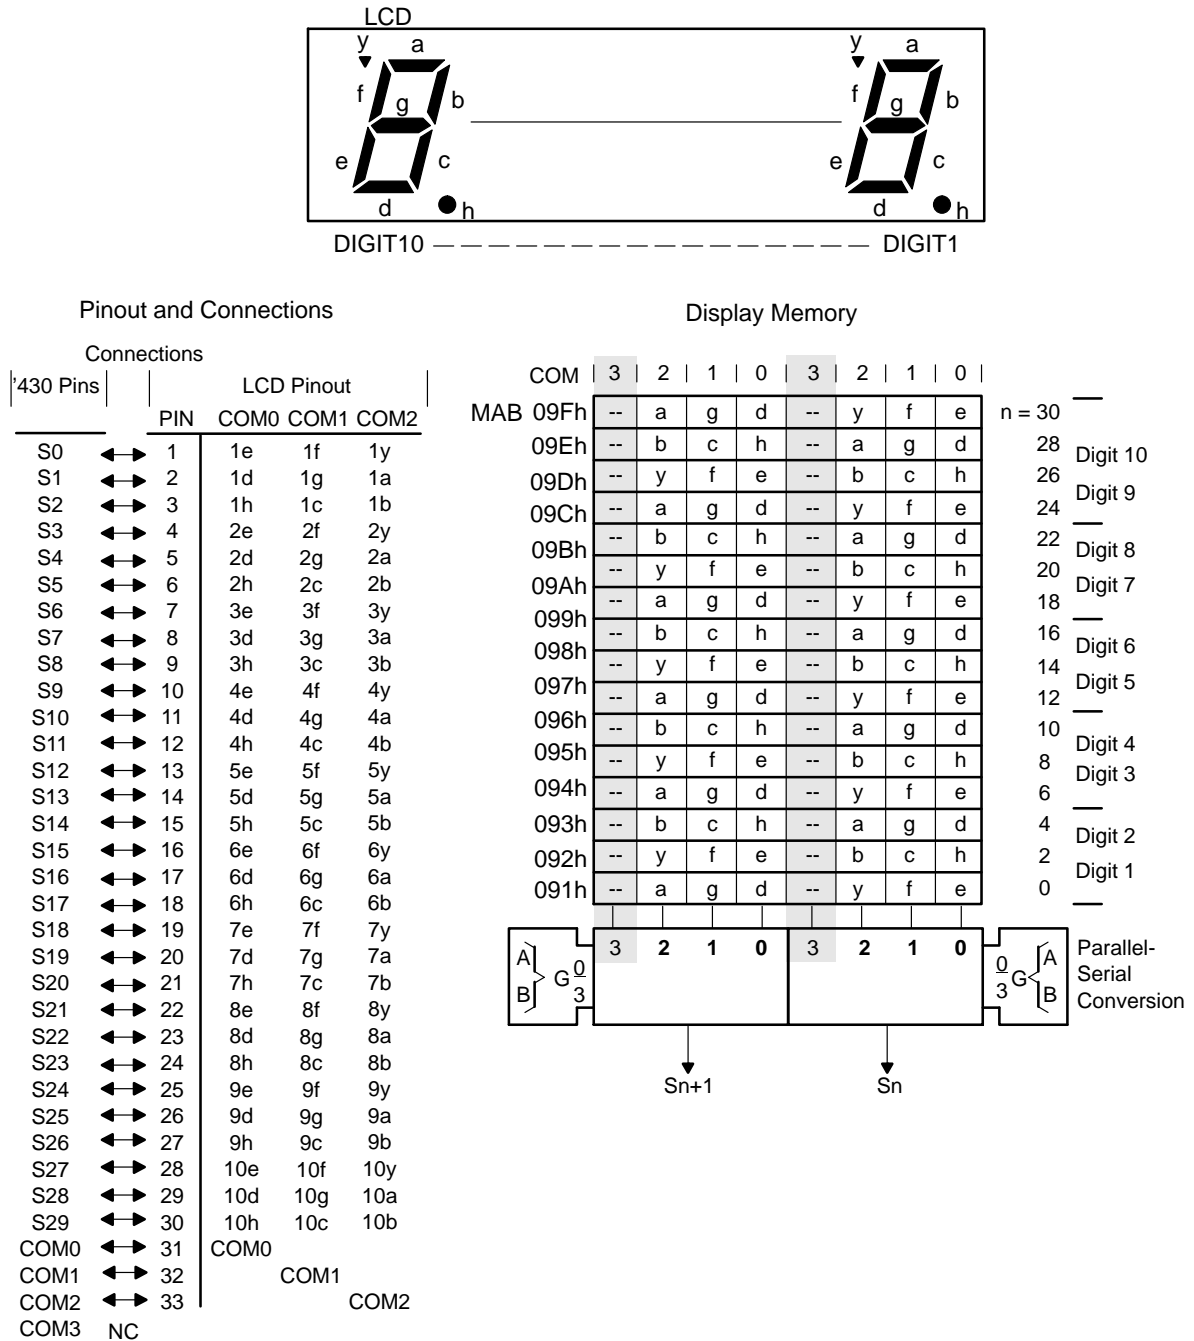 LCD
y a y a
f g b f g b
e c e c
d h d h
DIGIT10 DIGIT1
Pinout and Connections
Connections
'430 Pins LCD Pinout
PIN COM0 COM1 COM2
S0 1 1e 1f 1y
S1 2 1d 1g 1a
S2 3 1h 1c 1b
S3 4 2e 2f 2y
S4 5 2d 2g 2a
S5 6 2h 2c 2b
S6 7 3e 3f 3y
S7 8 3d 3g 3a
S8 9 3h 3c 3b
S9 10 4e 4f 4y
S10 11 4d 4g 4a
S11 12 4h 4c 4b
S12 13 5e 5f 5y
S13 14 5d 5g 5a
S14 15 5h 5c 5b
S15 16 6e 6f 6y
S16 17 6d 6g 6a
S17 18 6h 6c 6b
S18 19 7e 7f 7y
S19 20 7d 7g 7a
S20 21 7h 7c 7b
S21 22 8e 8f 8y
S22 23 8d 8g 8a
S23 24 8h 8c 8b
S24 25 9e 9f 9y
S25 26 9d 9g 9a
S26 27 9h 9c 9b
S27 28 10e 10f 10y
S28 29 10d 10g 10a
S29 30 10h 10c 10b
COM0 31 COM0
COM1 32 COM1
COM2 33 COM2
COM3 NC
Display Memory
COM 3 2 1 0 3 2 1 0
MAB 09Fh -- a g d -- y f e n = 30
09Eh -- b c h -- a g d 28 Digit 10
09Dh -- y f e -- b c h 26 Digit 9
09Ch -- a g d -- y f e 24
09Bh -- b c h -- a g d 22 Digit 8
09Ah -- y f e -- b c h 20 Digit 7
099h -- a g d -- y f e 18
098h -- b c h -- a g d 16 Digit 6
097h -- y f e -- b c h 14 Digit 5
096h -- a g d -- y f e 12
095h -- b c h -- a g d 10 Digit 4
094h -- y f e -- b c h 8 Digit 3
-- a g d -- y f e 6
093h -- b c h -- a g d 4 Digit 2
092h -- y f e -- b c h 2 Digit 1
091h -- a g d -- y f e 0
A B G 0 3 3 2 1 0 3 2 1 0 0 3 G A B
Parallel-
Serial
Conversion
Sn+1 Sn